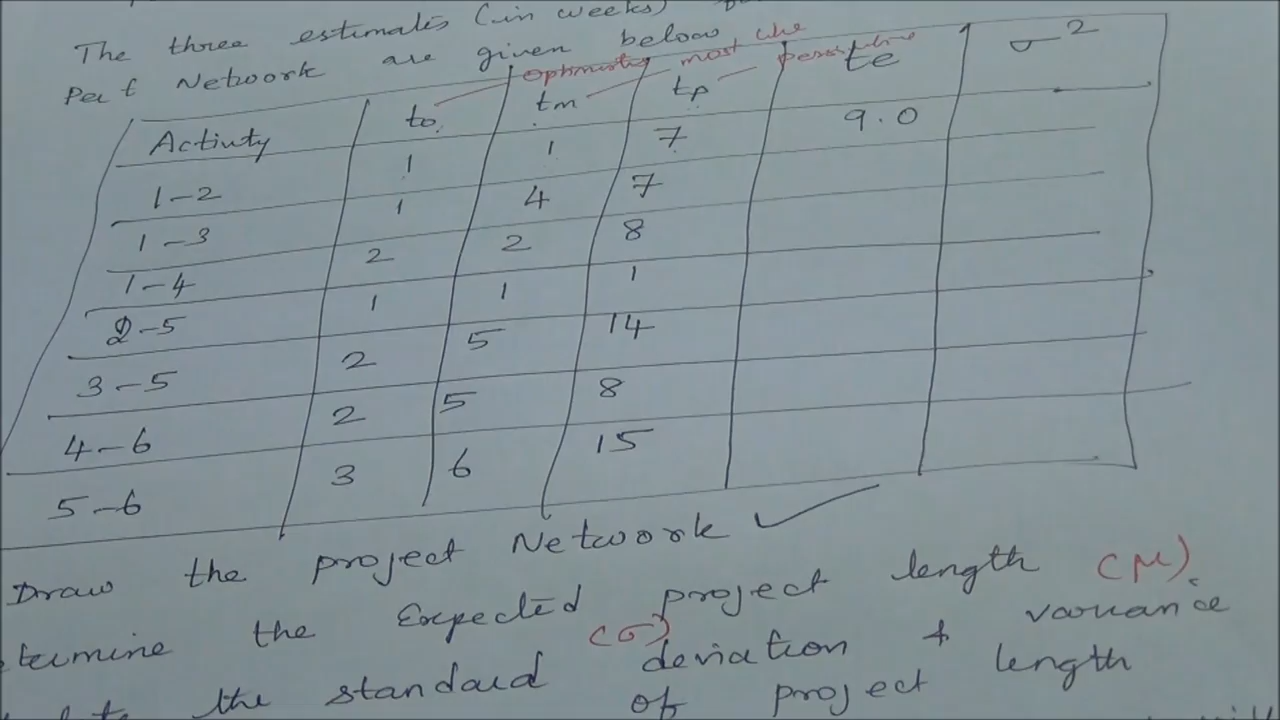 The three estimates (in weeks)
Pert Network are given below
optimistic most like
Activity to tm tp te σ²
1-2 1 1 7 9.0
1-3 1 4 7
1-4 2 2 8
2-5 1 1 1
3-5 2 5 14
4-6 2 5 8
5-6 3 6 15
Draw the project Network ✓
termine the Expected project length (μ).
the standard (σ) deviation & variance
of project length